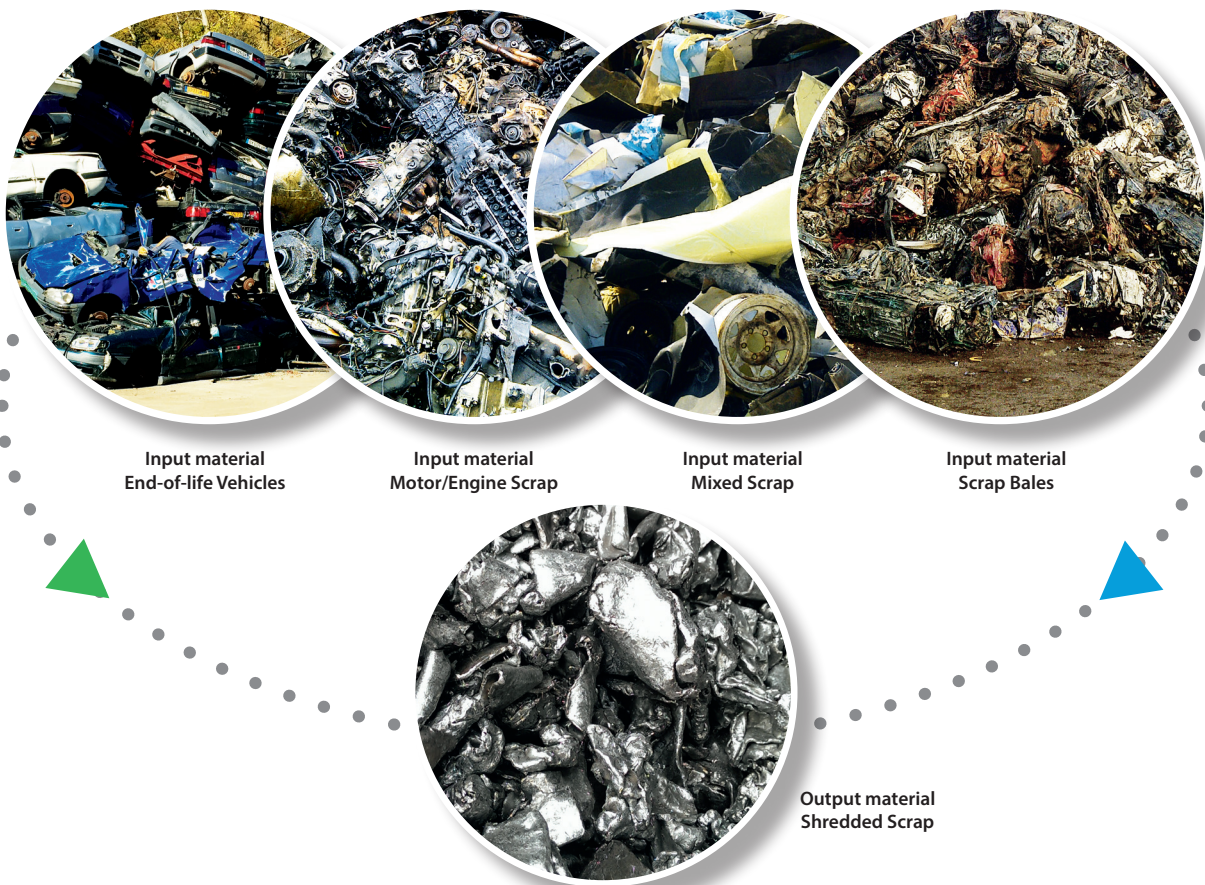 Input material
End-of-life Vehicles
Input material
Motor/Engine Scrap
Input material
Mixed Scrap
Input material
Scrap Bales
Output material
Shredded Scrap